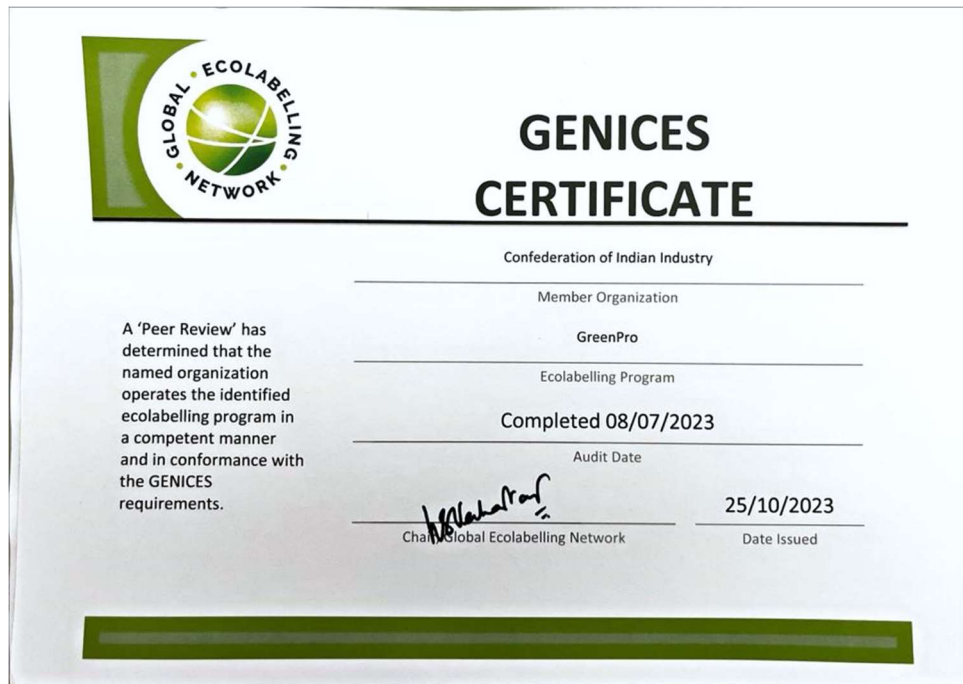 GLOBAL • ECOLABELLING • NETWORK •
GENICES
CERTIFICATE
Confederation of Indian Industry
Member Organization
A 'Peer Review' has
determined that the
named organization
operates the identified
ecolabelling program in
a competent manner
and in conformance with
the GENICES
requirements.
GreenPro
Ecolabelling Program
Completed 08/07/2023
Audit Date
Global Ecolabelling Network
25/10/2023
Date Issued